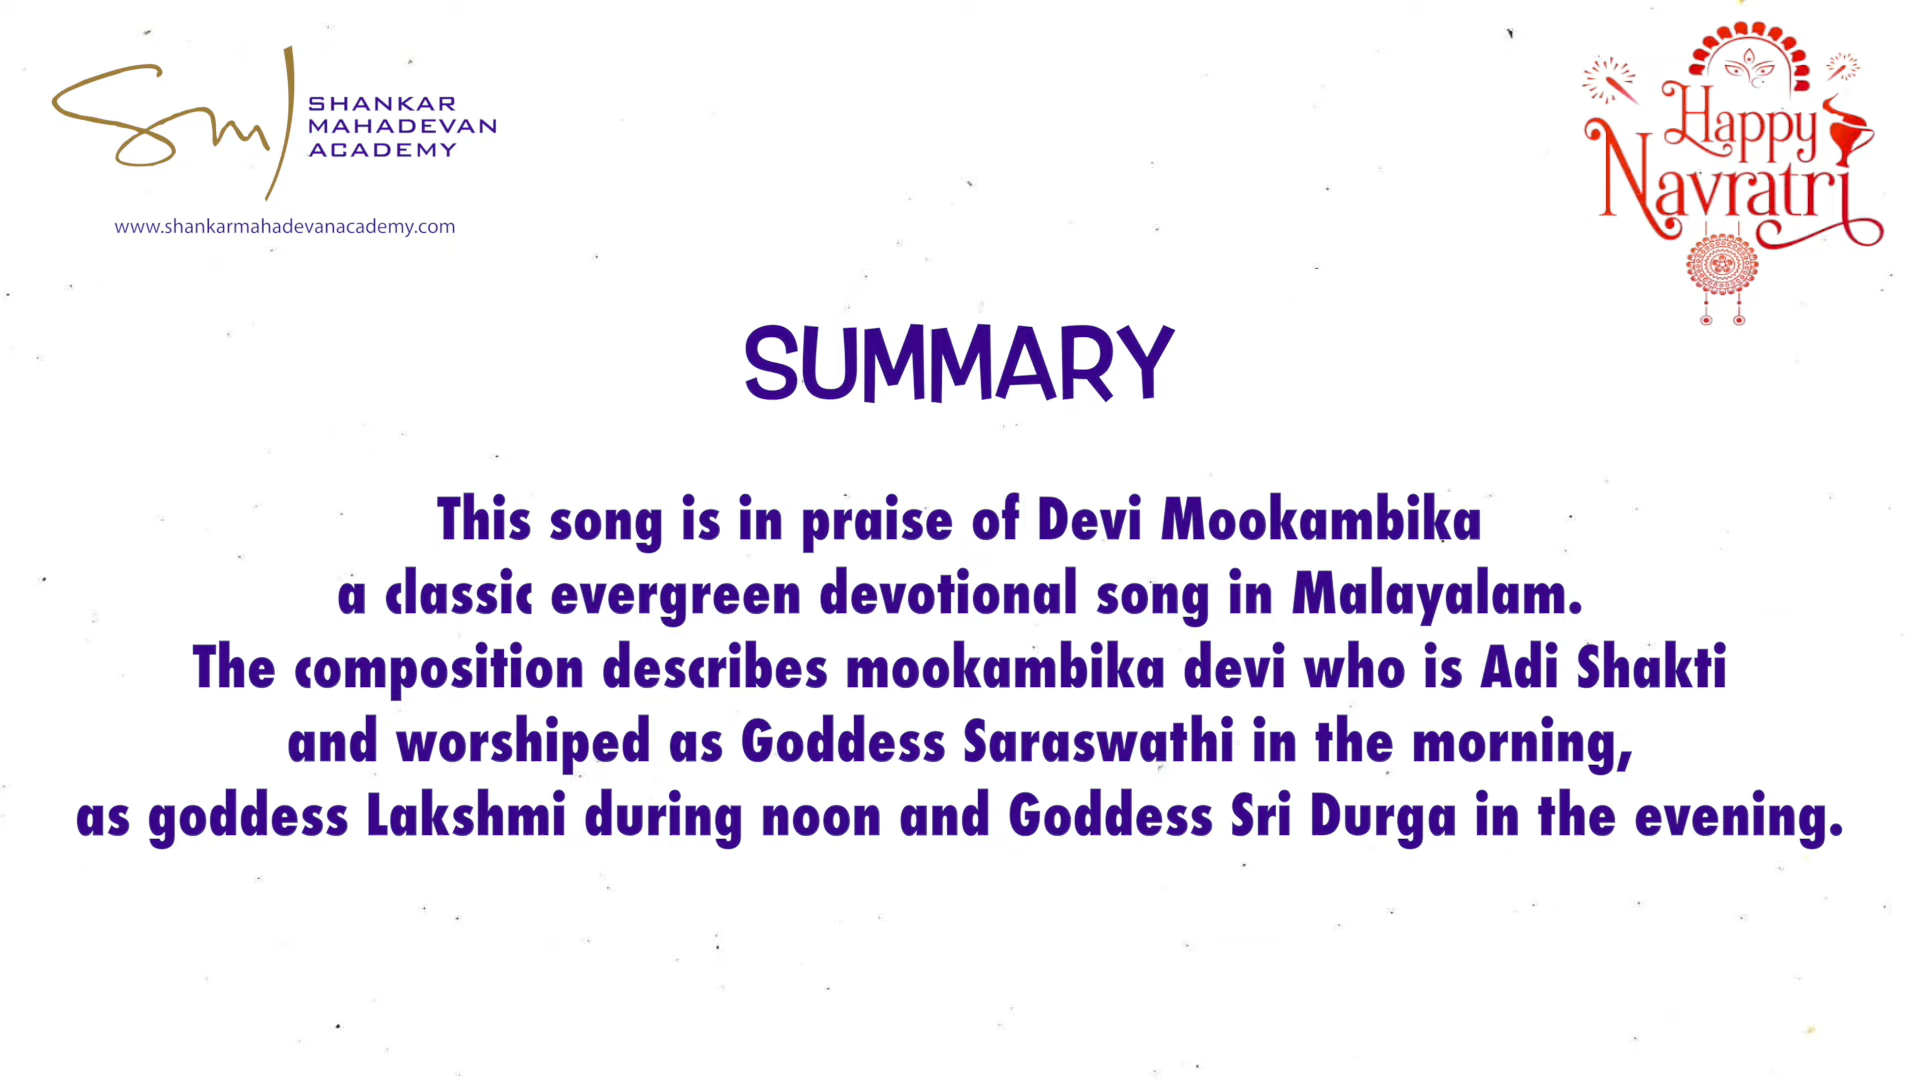 SHANKAR
MAHADEVAN
ACADEMY
www.shankarmahadevanacademy.com
Happy
Navratri
SUMMARY
This song is in praise of Devi Mookambika
a classic evergreen devotional song in Malayalam.
The composition describes mookambika devi who is Adi Shakti
and worshiped as Goddess Saraswathi in the morning,
as goddess Lakshmi during noon and Goddess Sri Durga in the evening.